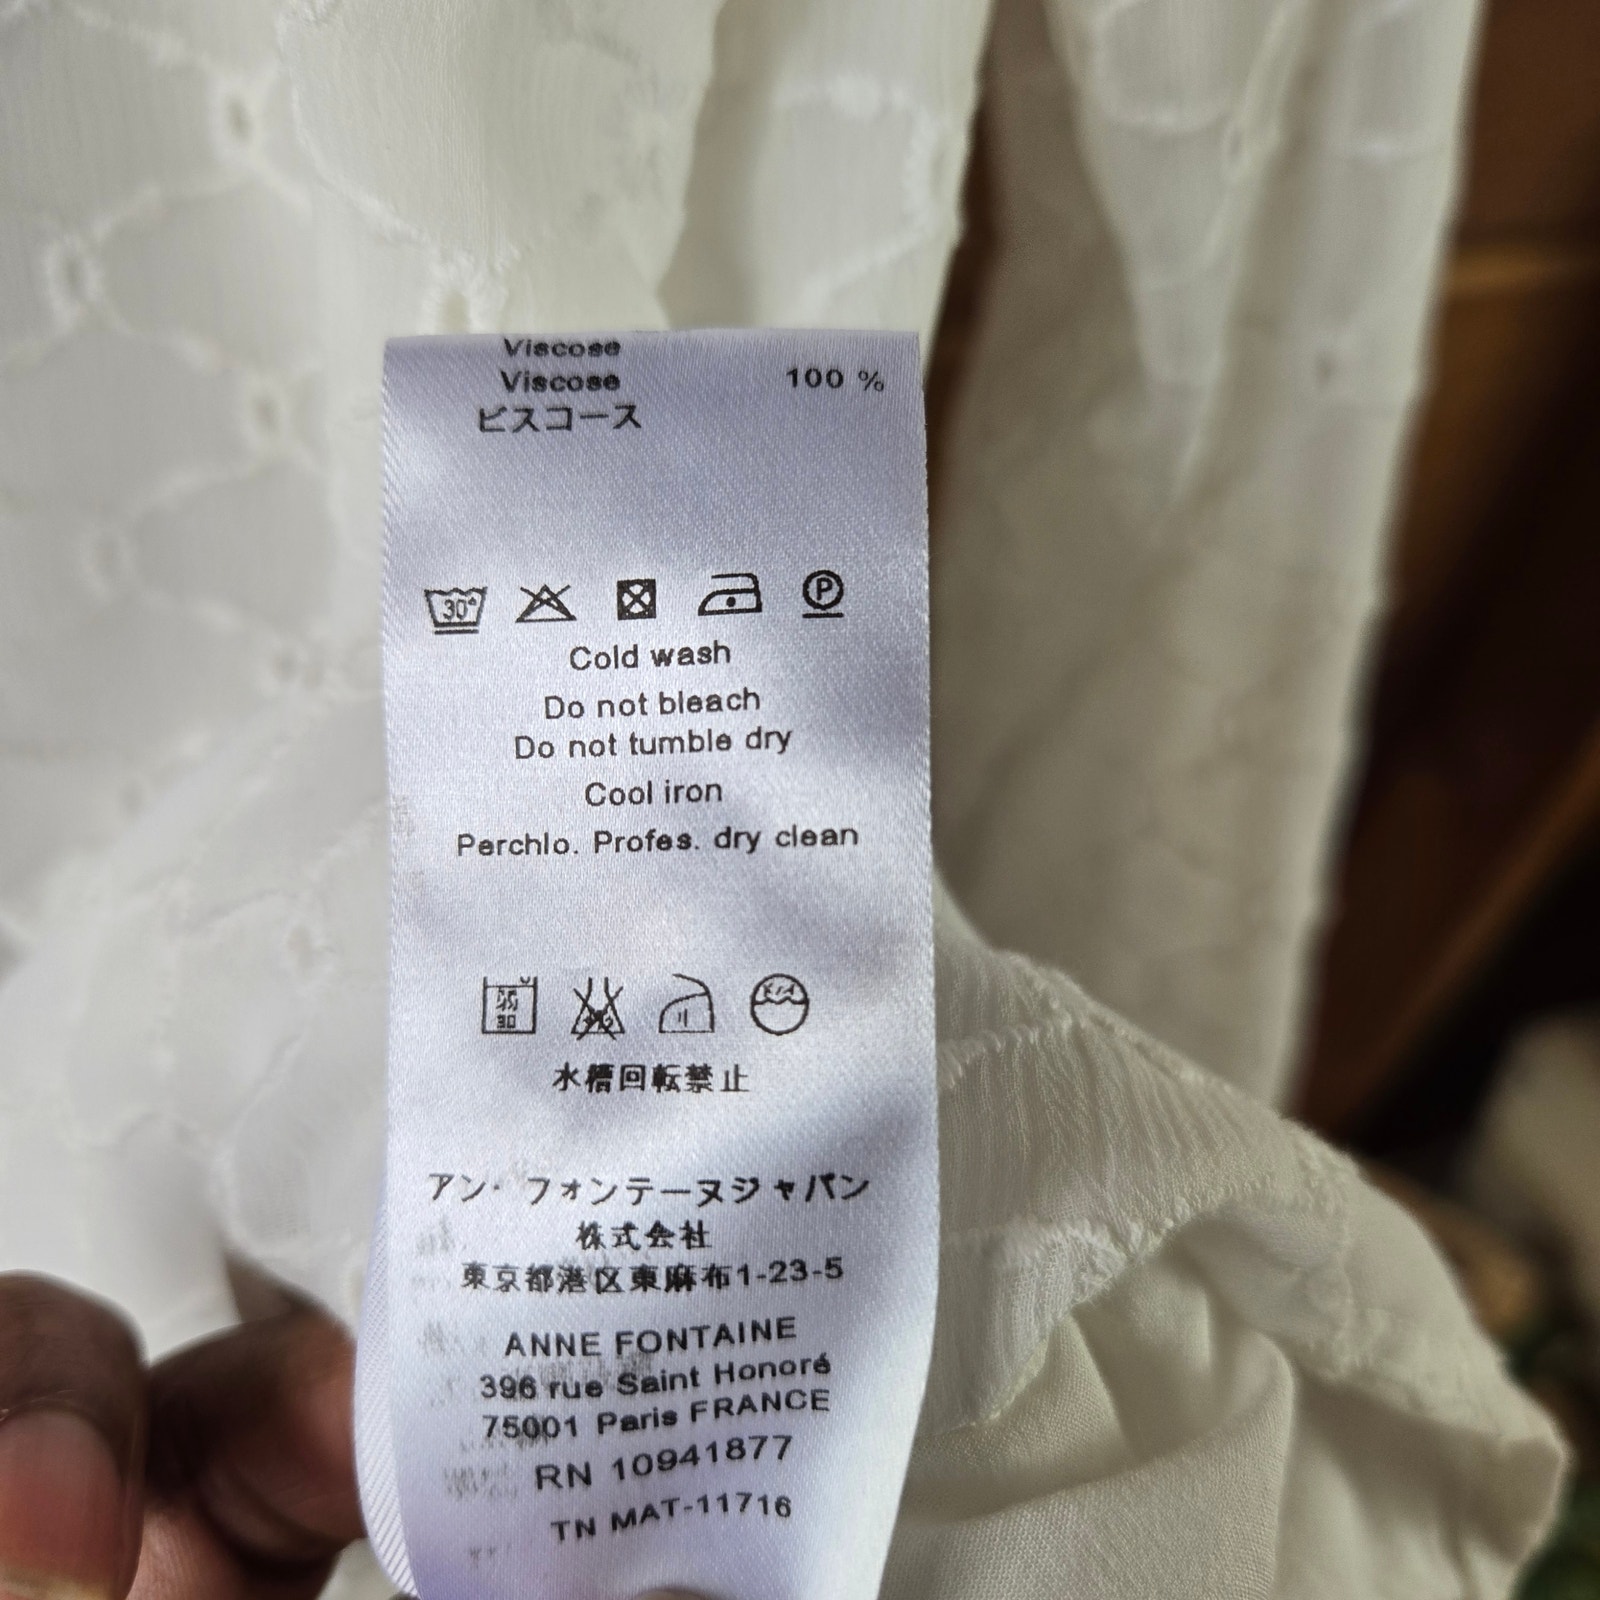 Viscose
Viscose 100 %
ビスコース
30°
P
Cold wash
Do not bleach
Do not tumble dry
Cool iron
Perchlo. Profes. dry clean
弱 30
水槽回転禁止
アン・フォンテーヌジャパン
株式会社
東京都港区東麻布1-23-5
ANNE FONTAINE
396 rue Saint Honoré
75001 Paris FRANCE
RN 10941877
TN MAT-11716